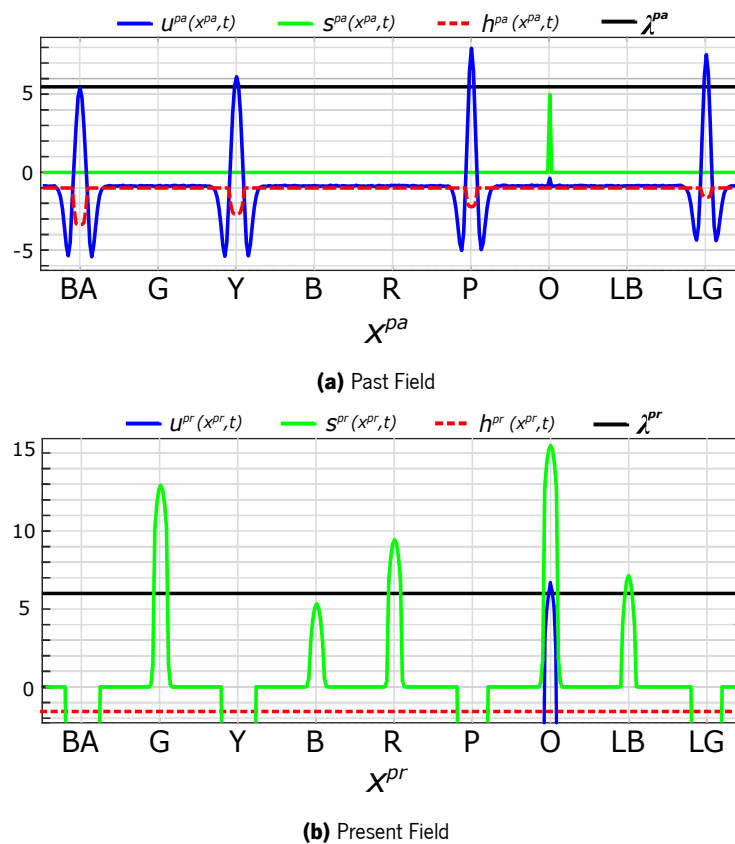 u^pa(x^pa,t) s^pa(x^pa,t) h^pa(x^pa,t) λ^pa
5
0
-5
BA G Y B R P O LB LG
x^pa
(a) Past Field
u^pr(x^pr,t) s^pr(x^pr,t) h^pr(x^pr,t) λ^pr
15
10
5
0
BA G Y B R P O LB LG
x^pr
(b) Present Field